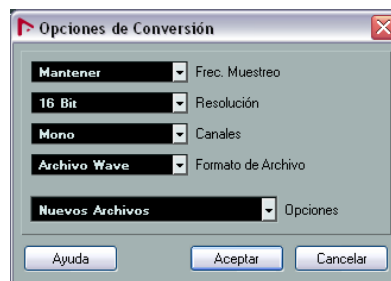 Opciones de Conversión
Mantener Frec. Muestreo
16 Bit Resolución
Mono Canales
Archivo Wave Formato de Archivo
Nuevos Archivos Opciones
Ayuda Aceptar Cancelar